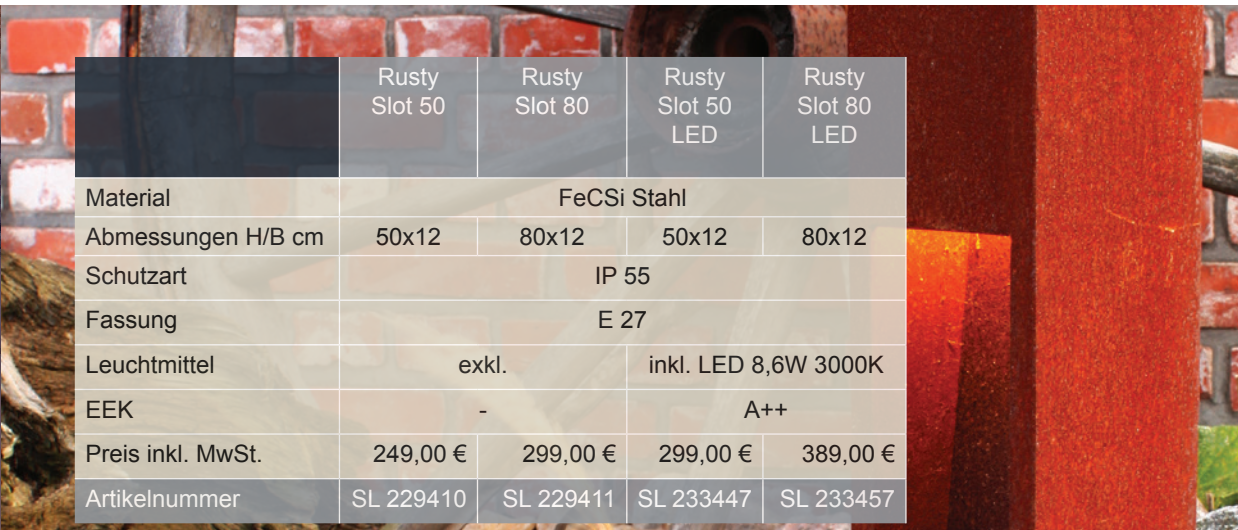 Rusty Slot 50 Rusty Slot 80 Rusty Slot 50 LED Rusty Slot 80 LED
Material FeCSi Stahl
Abmessungen H/B cm 50x12 80x12 50x12 80x12
Schutzart IP 55
Fassung E 27
Leuchtmittel exkl. inkl. LED 8,6W 3000K
EEK - A++
Preis inkl. MwSt. 249,00 € 299,00 € 299,00 € 389,00 €
Artikelnummer SL 229410 SL 229411 SL 233447 SL 233457